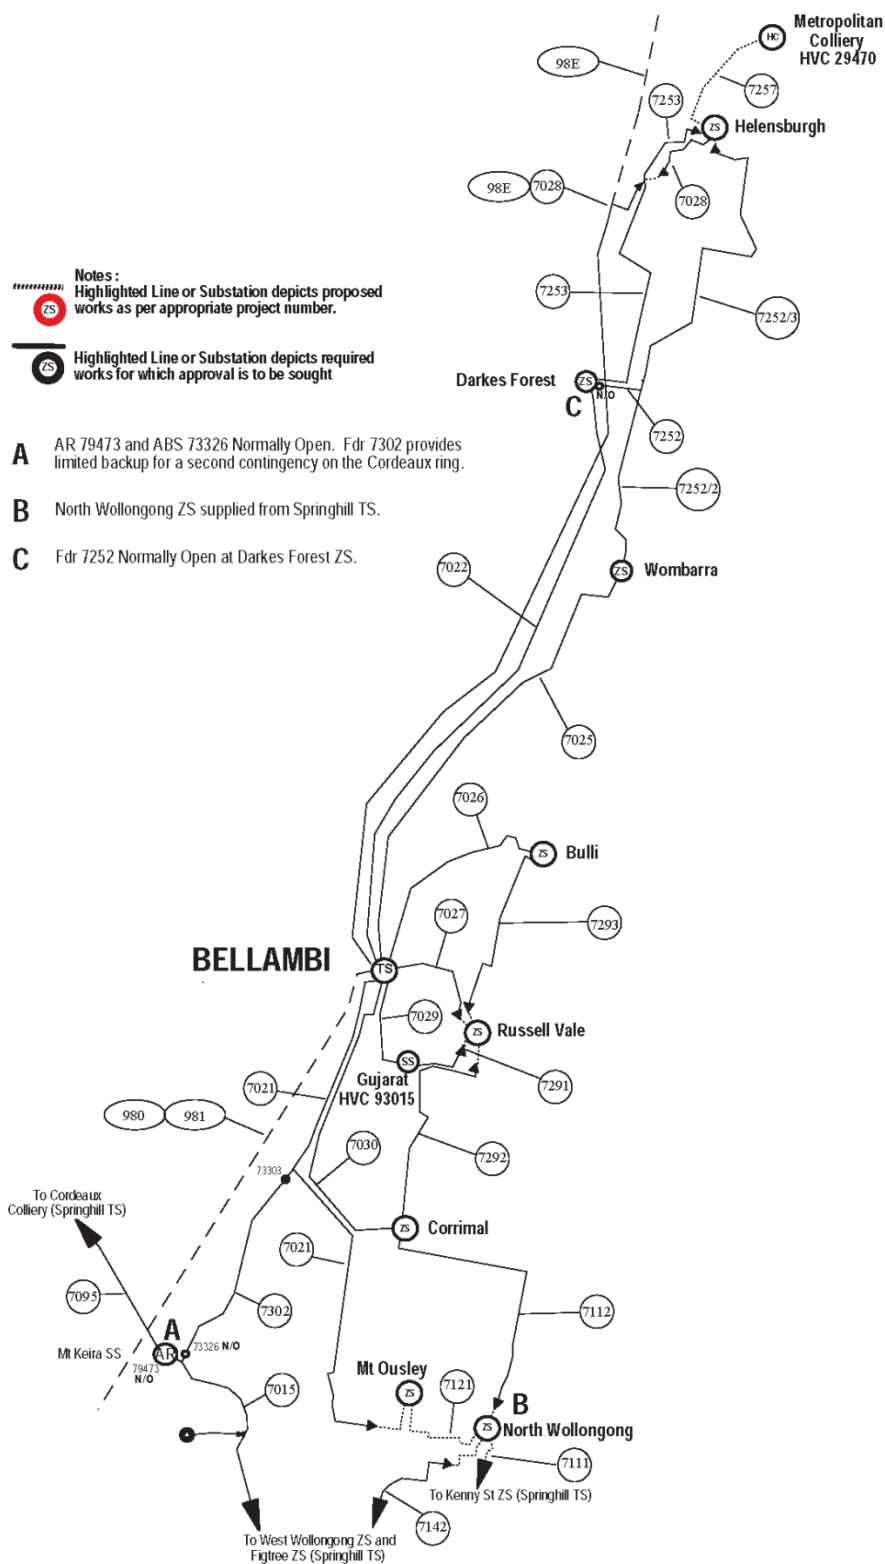 Metropolitan
Colliery
HVC 29470
HC
98E
7253
7257
ZS
Helensburgh
98E
7028
7028
Notes :
Highlighted Line or Substation depicts proposed
works as per appropriate project number.
ZS
Highlighted Line or Substation depicts required
works for which approval is to be sought
ZS
7253
7252/3
Darkes Forest
ZS
N/O
C
7252
A
AR 79473 and ABS 73326 Normally Open. Fdr 7302 provides
limited backup for a second contingency on the Cordeaux ring.
7252/2
B
North Wollongong ZS supplied from Springhill TS.
C
Fdr 7252 Normally Open at Darkes Forest ZS.
7022
ZS
Wombarra
7025
7026
ZS
Bulli
7027
7293
BELLAMBI
TS
7029
ZS
Russell Vale
SS
Gujarat
HVC 93015
7291
7021
980
981
7030
7292
73303
To Cordeaux
Colliery (Springhill TS)
ZS
Corrimal
7021
7095
7302
7112
A
Mt Keira SS
AR
73326 N/O
79473
N/O
Mt Ousley
ZS
7121
B
7015
ZS
North Wollongong
7111
To Kenny St ZS (Springhill TS)
7142
To West Wollongong ZS and
Figtree ZS (Springhill TS)